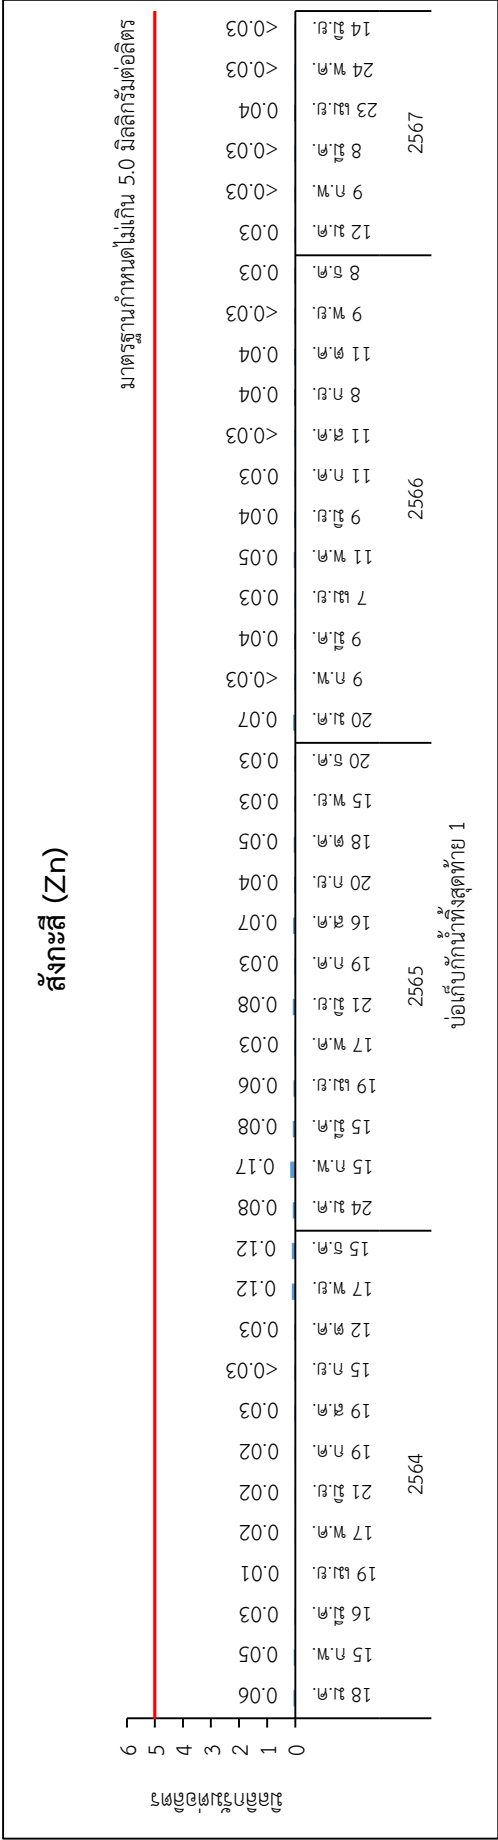 สังกะสี (Zn)
มาตรฐานกำหนดไม่เกิน 5.0 มิลลิกรัมต่อลิตร
มิลลิกรัมต่อลิตร
6
5
4
3
2
1
0
0.06 0.05 0.03 0.01 0.02 0.02 0.02 0.03 <0.03 0.03 0.12 0.12 0.08 0.17 0.08 0.06 0.03 0.08 0.03 0.07 0.04 0.05 0.03 0.03 0.07 <0.03 0.04 0.03 0.05 0.04 0.03 <0.03 0.04 0.04 <0.03 0.03 0.03 <0.03 <0.03 0.04 <0.03 <0.03
18 ม.ค. 15 ก.พ. 16 มี.ค. 19 เม.ย. 17 พ.ค. 21 มิ.ย. 19 ก.ค. 19 ส.ค. 15 ก.ย. 12 ต.ค. 17 พ.ย. 15 ธ.ค. 24 ม.ค. 15 ก.พ. 15 มี.ค. 19 เม.ย. 17 พ.ค. 21 มิ.ย. 19 ก.ค. 16 ส.ค. 20 ก.ย. 18 ต.ค. 15 พ.ย. 20 ธ.ค. 20 ม.ค. 9 ก.พ. 9 มี.ค. 7 เม.ย. 11 พ.ค. 9 มิ.ย. 11 ก.ค. 11 ส.ค. 8 ก.ย. 11 ต.ค. 9 พ.ย. 8 ธ.ค. 12 ม.ค. 9 ก.พ. 8 มี.ค. 23 เม.ย. 24 พ.ค. 14 มิ.ย.
2564 2565 2566 2567
บ่อเก็บกักน้ำทิ้งสุดท้าย 1